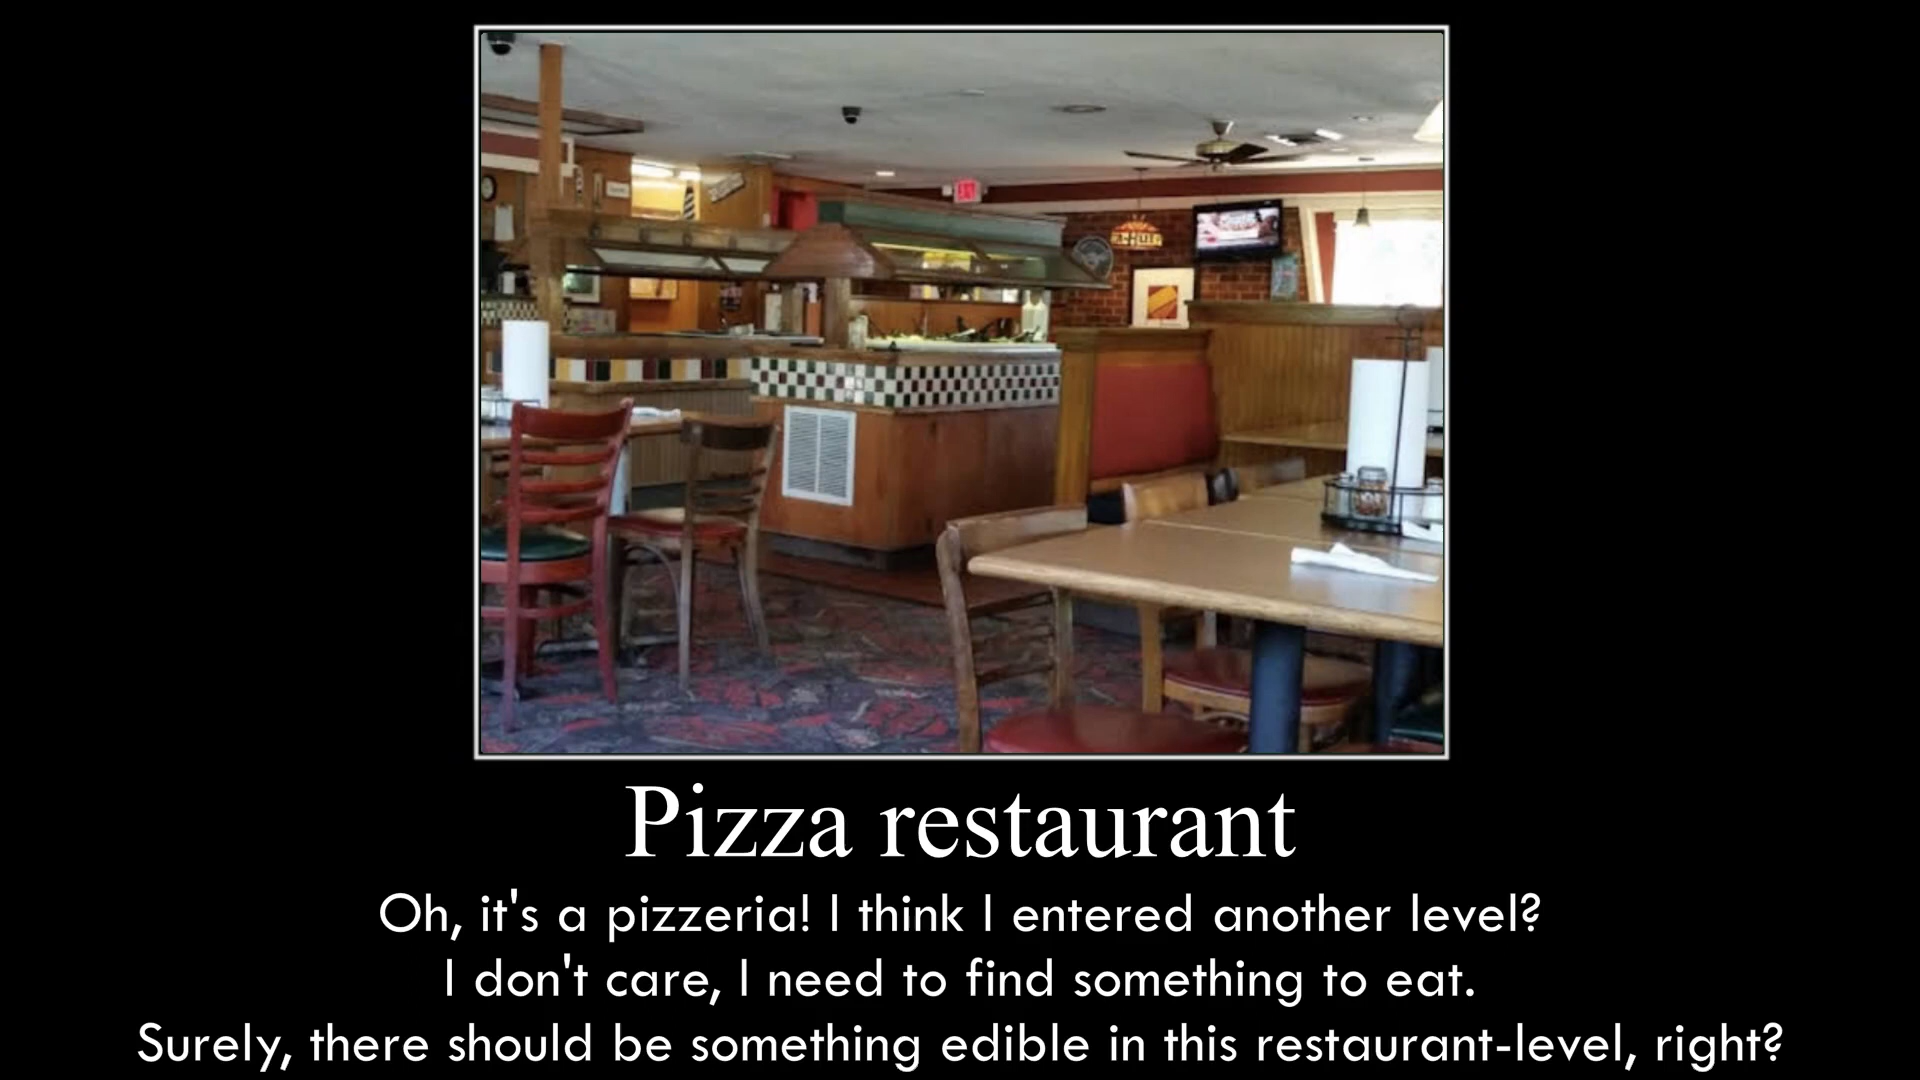 Pizza restaurant
Oh, it's a pizzeria! I think I entered another level?
I don't care, I need to find something to eat.
Surely, there should be something edible in this restaurant-level, right?